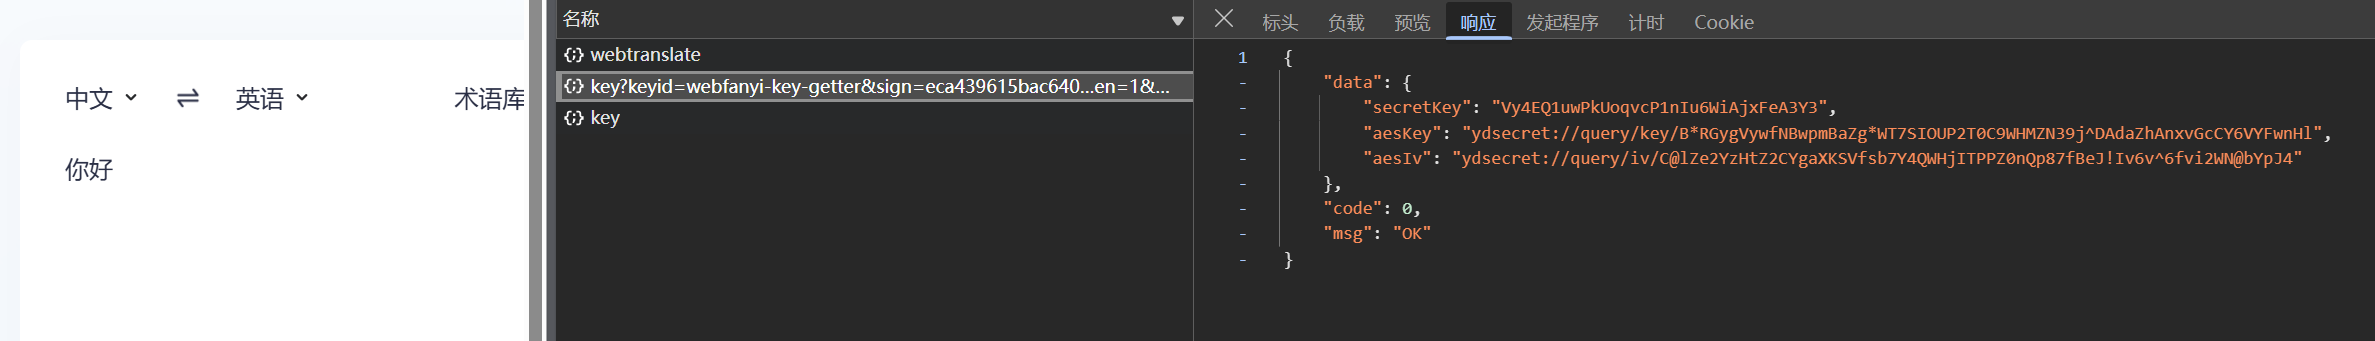 中文 英语 术语库
你好
名称
webtranslate
key?keyid=webfanyi-key-getter&sign=eca439615bac640...en=1&...
key
标头 负载 预览 响应 发起程序 计时 Cookie
1 {
- "data": {
- "secretKey": "Vy4EQ1uwPkUoqvcP1nIu6WiAjxFeA3Y3",
- "aesKey": "ydsecret://query/key/B*RGygVywfNBwpmBaZg*WT7SIOUP2T0C9WHMZN39j^DAdaZhAnxvGcCY6VYFwnHl",
- "aesIv": "ydsecret://query/iv/C@lZe2YzHtZ2CYgaXKSVfsb7Y4QWHjITPPZ0nQp87fBeJ!Iv6v^6fvi2WN@bYpJ4"
- },
- "code": 0,
- "msg": "OK"
- }